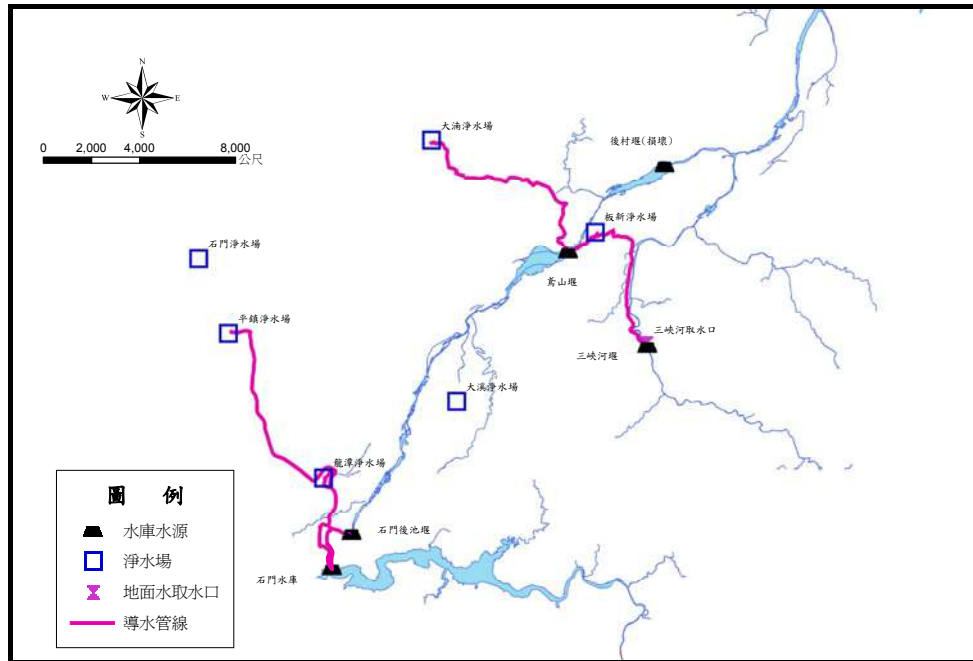 N
W
E
S
0
2,000
4,000
8,000
公尺
大湳淨水場
後村堰(損壞)
板新淨水場
石門淨水場
鳶山堰
平鎮淨水場
三峽河取水口
三峽河堰
大溪淨水場
龍潭淨水場
石門後池堰
石門水庫
圖 例
水庫水源
淨水場
地面水取水口
導水管線